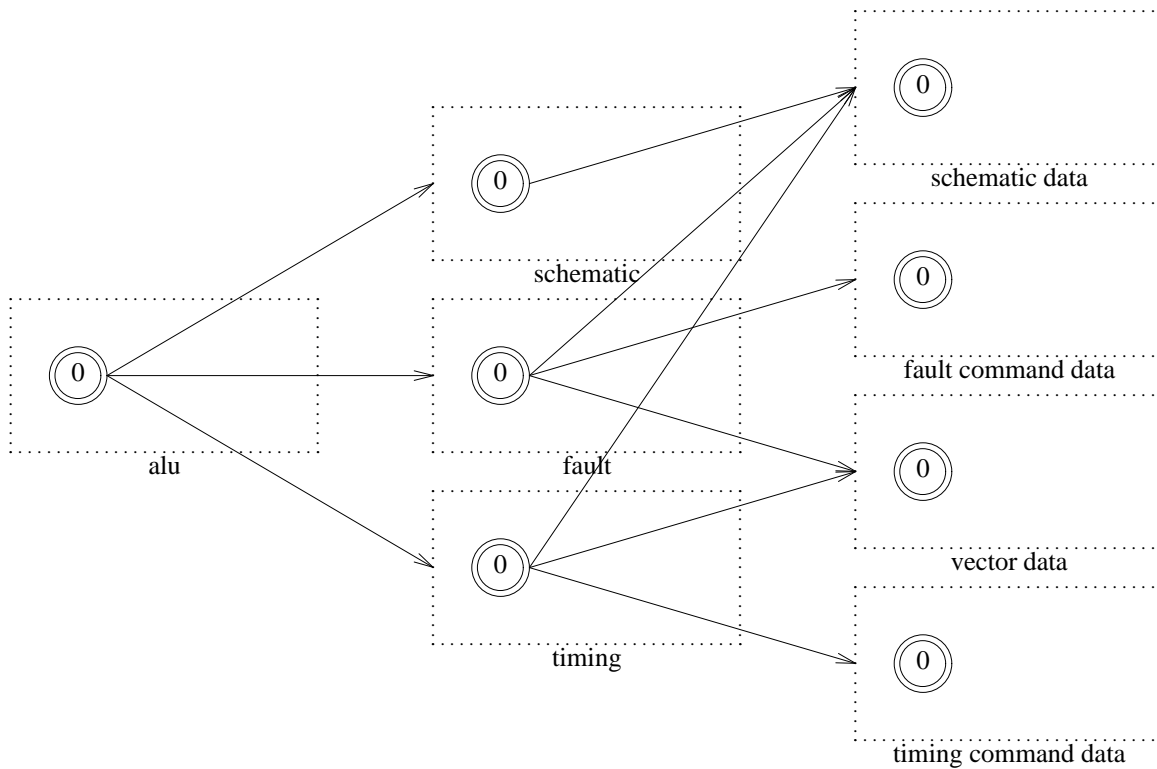 0
alu
0
schematic
0
fault
0
timing
0
schematic data
0
fault command data
0
vector data
0
timing command data